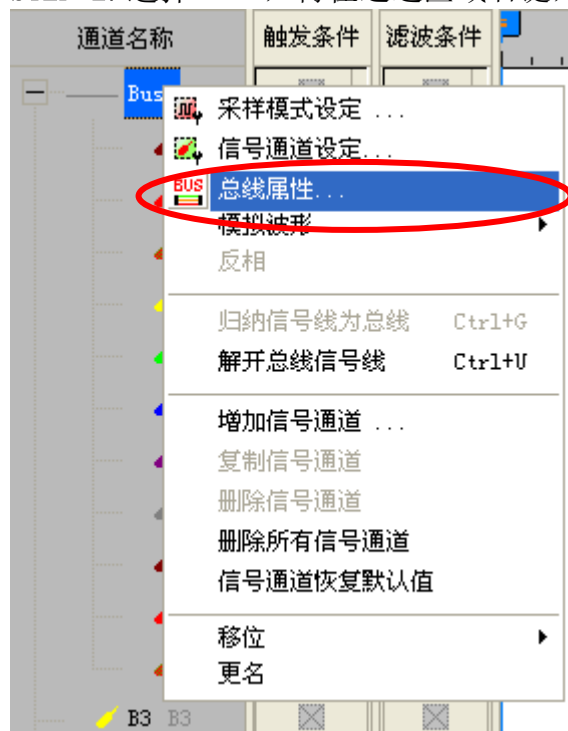 通道名称 触发条件 滤波条件
Bus
采样模式设定 ...
信号通道设定...
BUS 总线属性...
模拟波形
反相
归纳信号线为总线 Ctrl+G
解开总线信号线 Ctrl+U
增加信号通道 ...
复制信号通道
删除信号通道
删除所有信号通道
信号通道恢复默认值
移位
更名
B3 B3